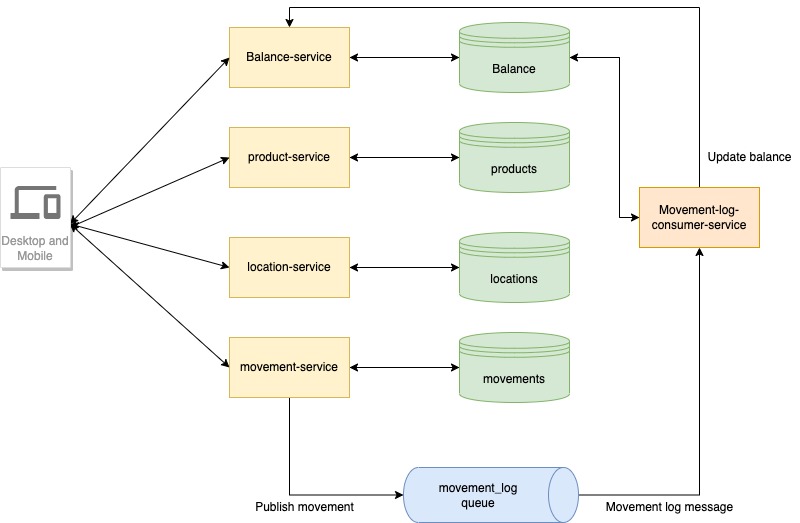 Balance-service
Balance
product-service
products
Update balance
Desktop and
Mobile
Movement-log-
consumer-service
location-service
locations
movement-service
movements
movement_log
queue
Publish movement
Movement log message